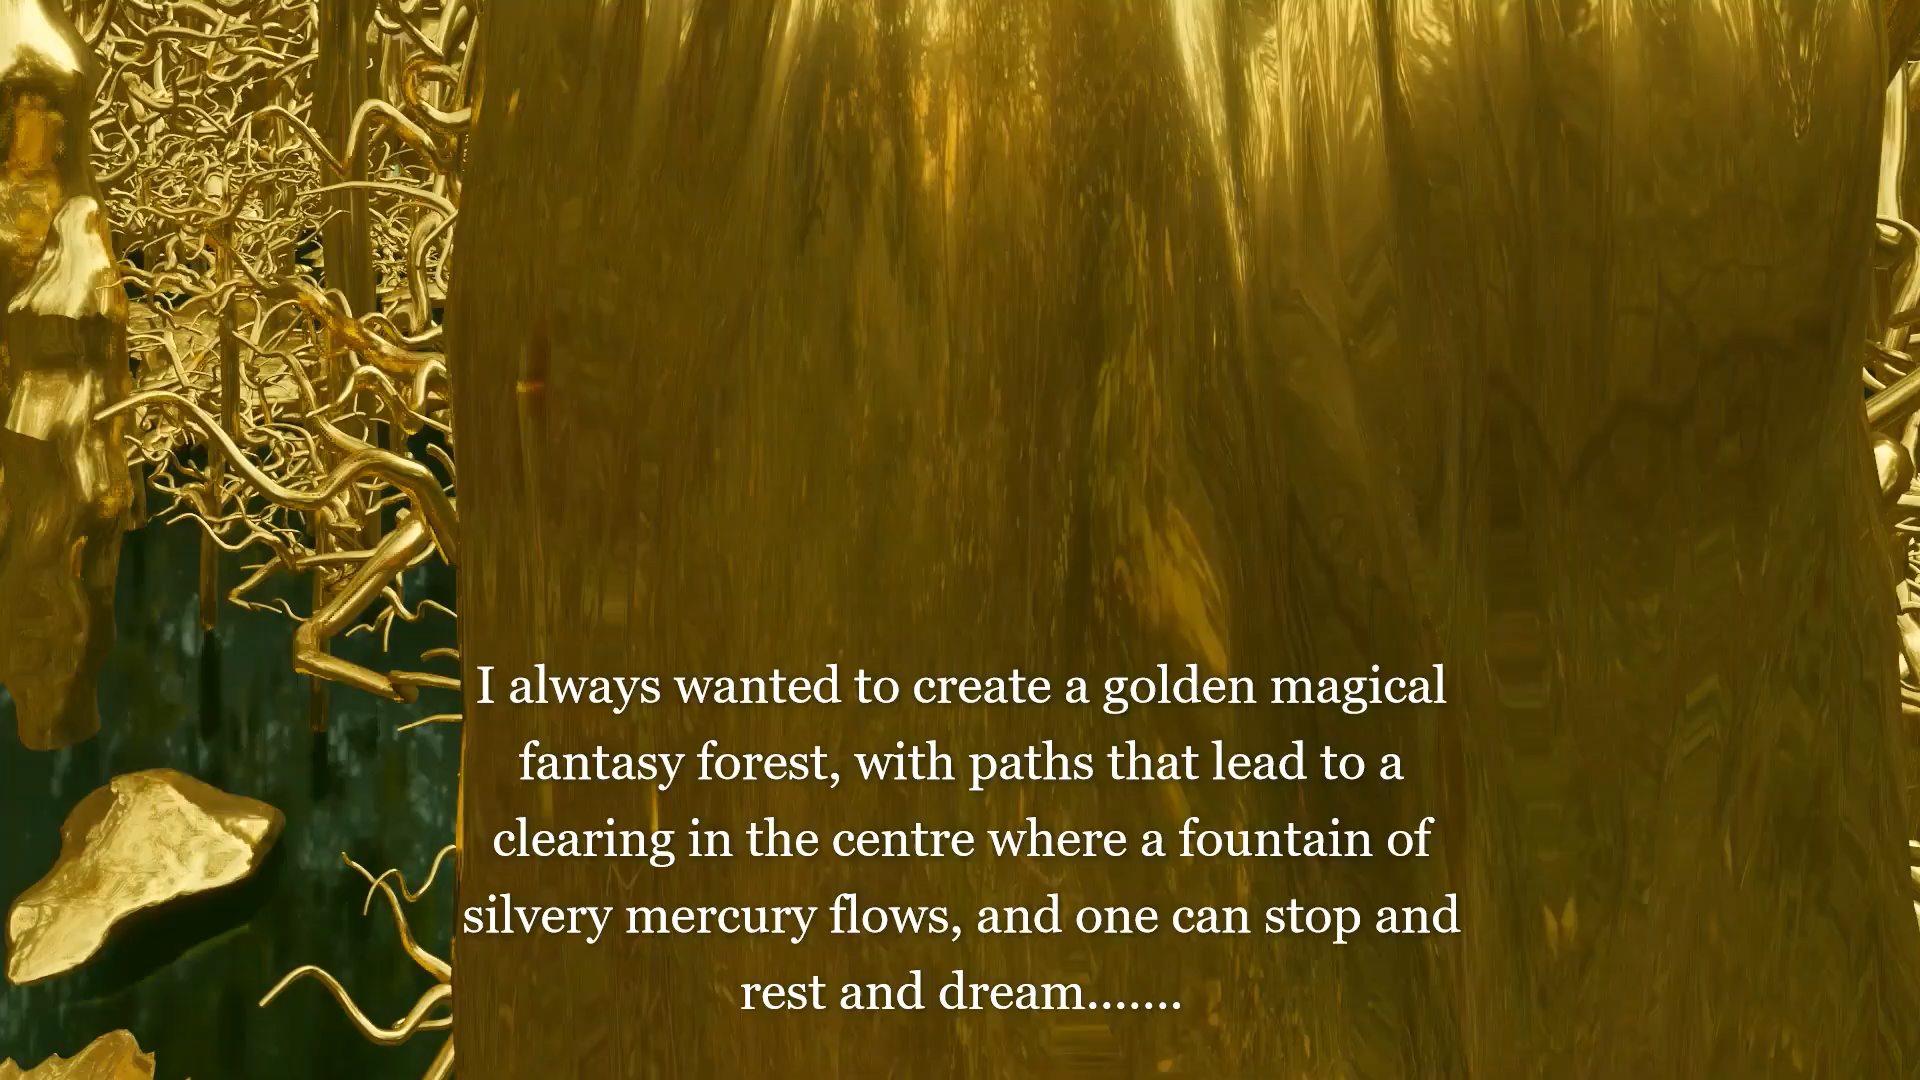 I always wanted to create a golden magical
fantasy forest, with paths that lead to a
clearing in the centre where a fountain of
silvery mercury flows, and one can stop and
rest and dream.......